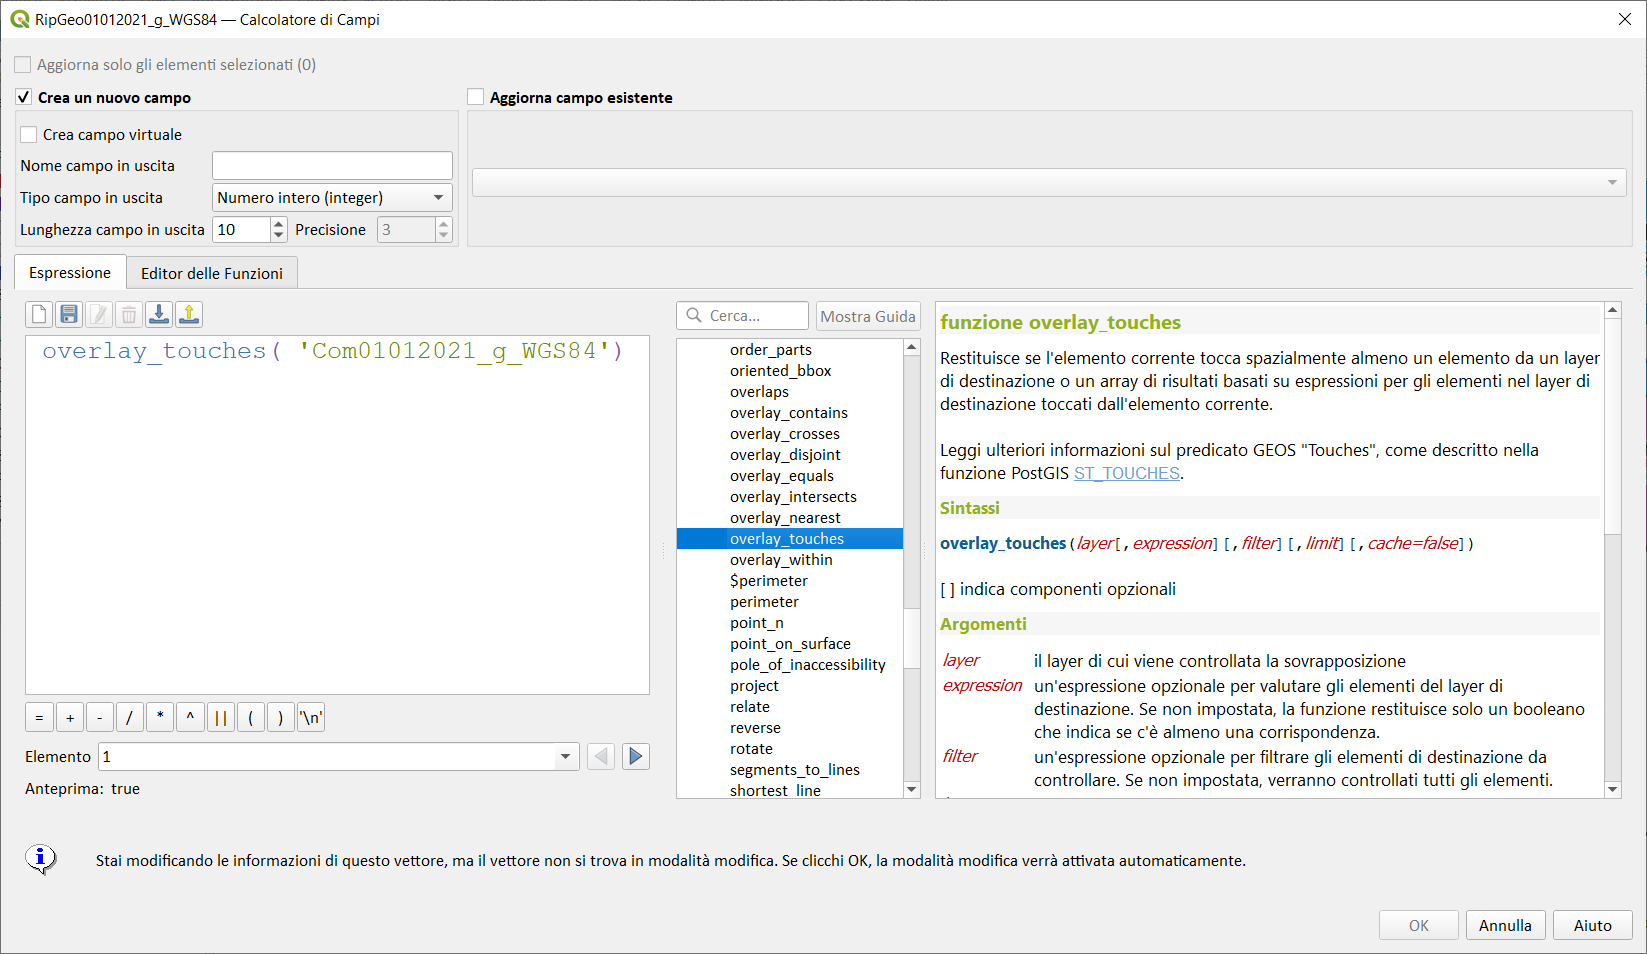 RipGeo01012021_g_WGS84 — Calcolatore di Campi
Aggiorna solo gli elementi selezionati (0)
Crea un nuovo campo
Aggiorna campo esistente
Crea campo virtuale
Nome campo in uscita
Tipo campo in uscita Numero intero (integer)
Lunghezza campo in uscita 10 Precisione 3
Espressione Editor delle Funzioni
overlay_touches( 'Com01012021_g_WGS84')
= + - / * ^ || ( ) '\n'
Elemento 1
Anteprima: true
Cerca... Mostra Guida
order_parts
oriented_bbox
overlaps
overlay_contains
overlay_crosses
overlay_disjoint
overlay_equals
overlay_intersects
overlay_nearest
overlay_touches
overlay_within
$perimeter
perimeter
point_n
point_on_surface
pole_of_inaccessibility
project
relate
reverse
rotate
segments_to_lines
shortest_line
funzione overlay_touches
Restituisce se l'elemento corrente tocca spazialmente almeno un elemento da un layer
di destinazione o un array di risultati basati su espressioni per gli elementi nel layer di
destinazione toccati dall'elemento corrente.
Leggi ulteriori informazioni sul predicato GEOS "Touches", come descritto nella
funzione PostGIS ST_TOUCHES.
Sintassi
overlay_touches(layer[,expression][,filter][,limit][,cache=false])
[ ] indica componenti opzionali
Argomenti
layer il layer di cui viene controllata la sovrapposizione
expression un'espressione opzionale per valutare gli elementi del layer di
destinazione. Se non impostata, la funzione restituisce solo un booleano
che indica se c'è almeno una corrispondenza.
filter un'espressione opzionale per filtrare gli elementi di destinazione da
controllare. Se non impostata, verranno controllati tutti gli elementi.
Stai modificando le informazioni di questo vettore, ma il vettore non si trova in modalità modifica. Se clicchi OK, la modalità modifica verrà attivata automaticamente.
OK Annulla Aiuto